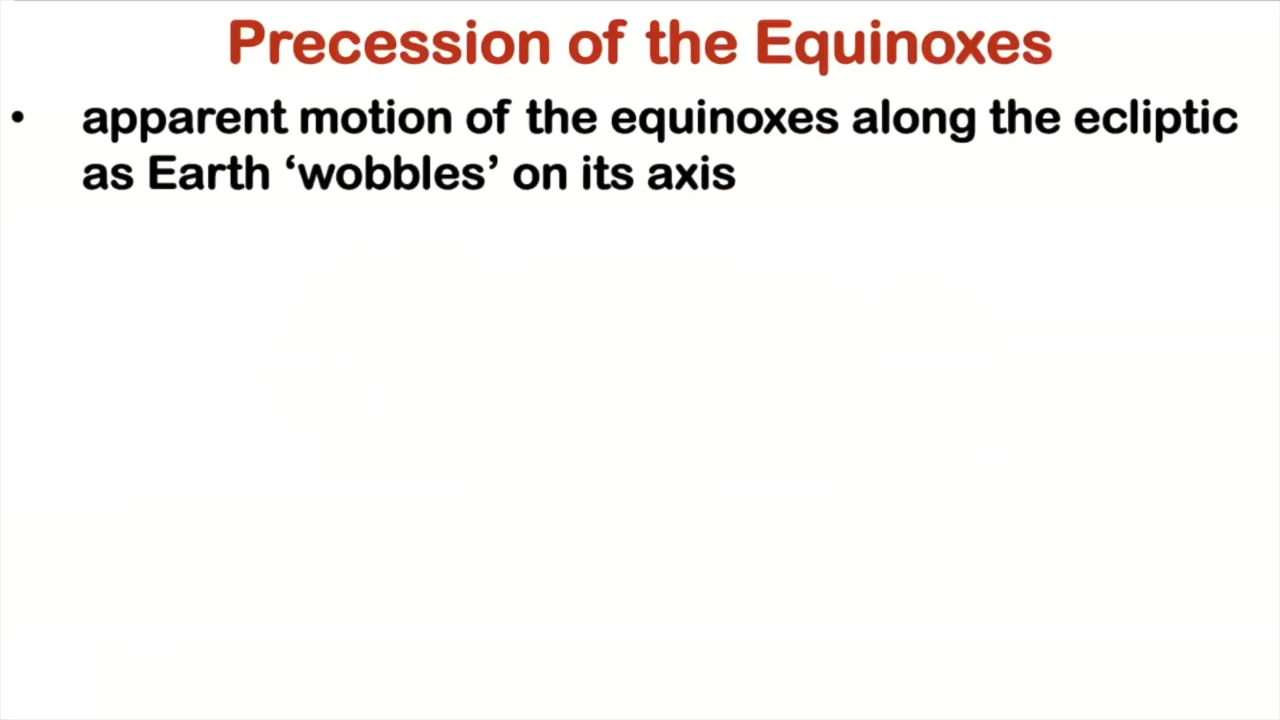 Precession of the Equinoxes
• apparent motion of the equinoxes along the ecliptic
as Earth ‘wobbles’ on its axis